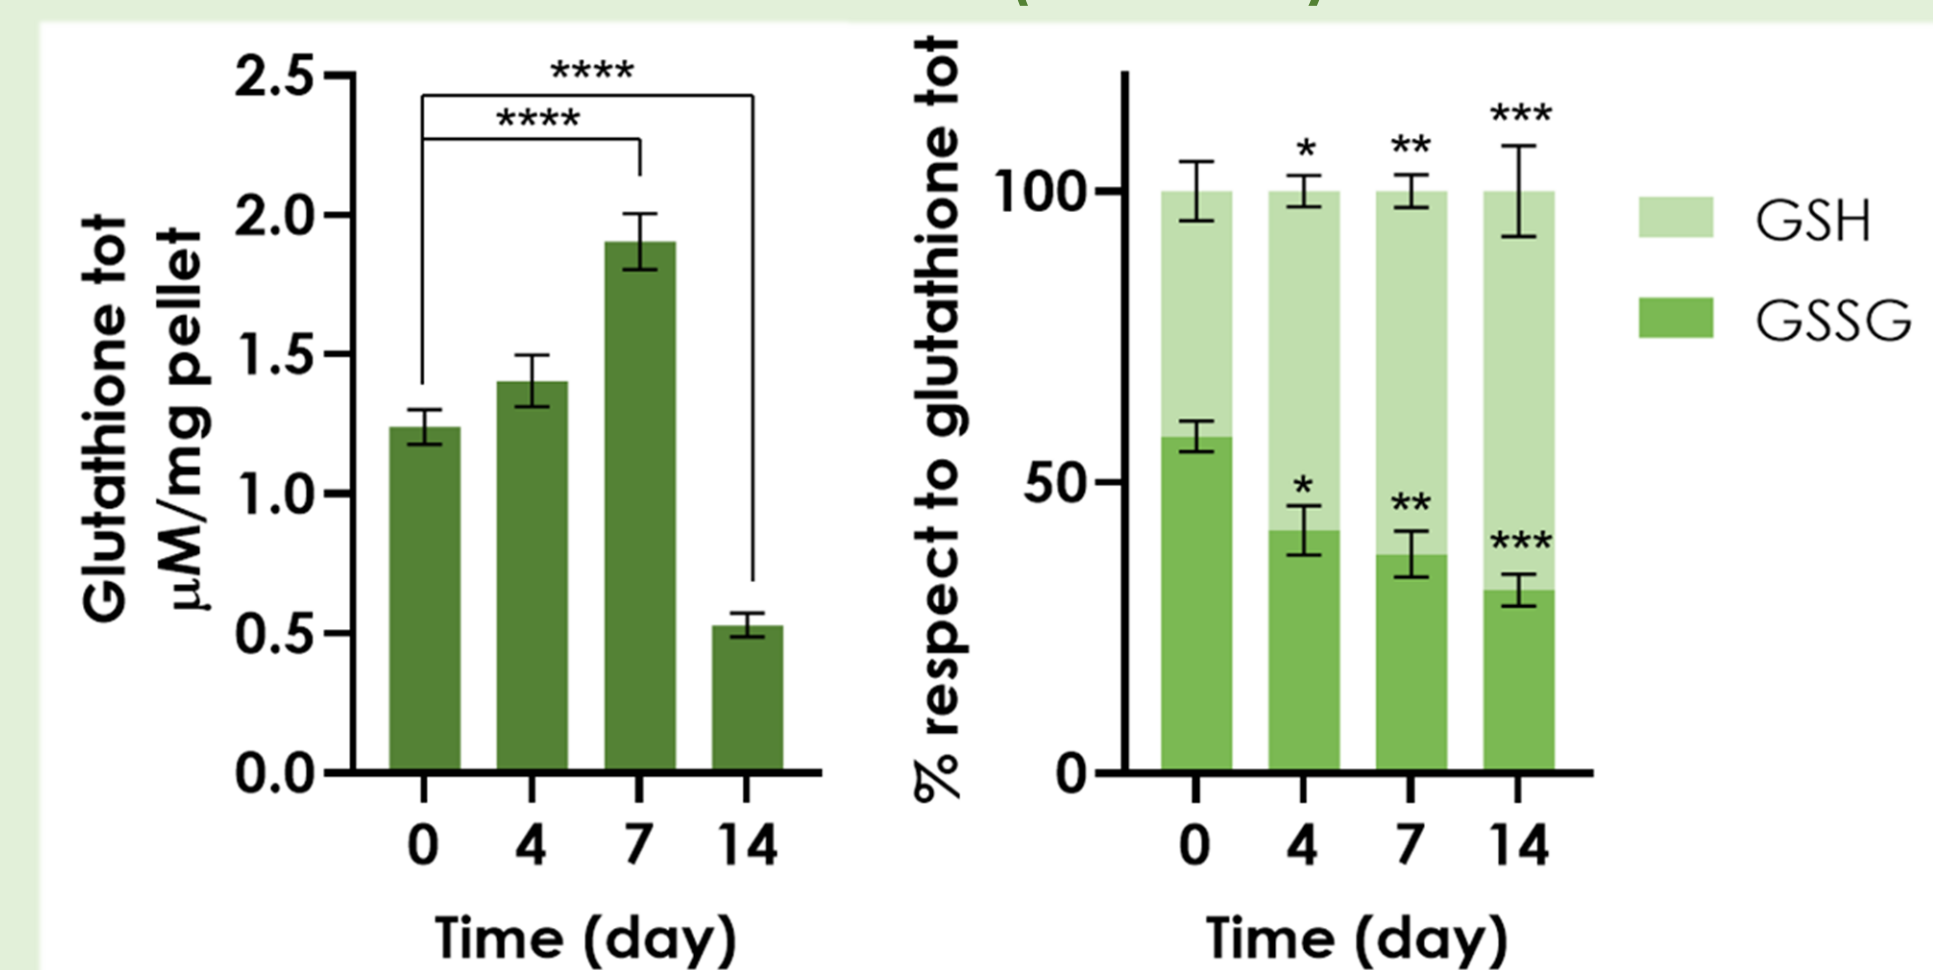 Glutathione tot
μM/mg pellet
2.5
2.0
1.5
1.0
0.5
0.0
****
****
0 4 7 14
Time (day)
% respect to glutathione tot
100
50
0
* ** ***
* ** ***
0 4 7 14
Time (day)
GSH
GSSG